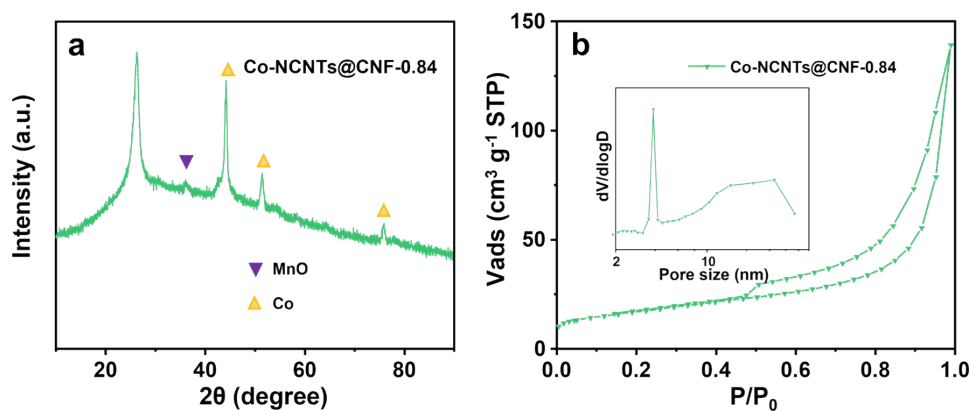 a
Co-NCNTs@CNF-0.84
MnO
Co
Intensity (a.u.)
20
40
60
80
2θ (degree)
b
Co-NCNTs@CNF-0.84
dV/dlogD
2
10
Pore size (nm)
Vads (cm³ g⁻¹ STP)
150
100
50
0
0.0
0.2
0.4
0.6
0.8
1.0
P/P₀